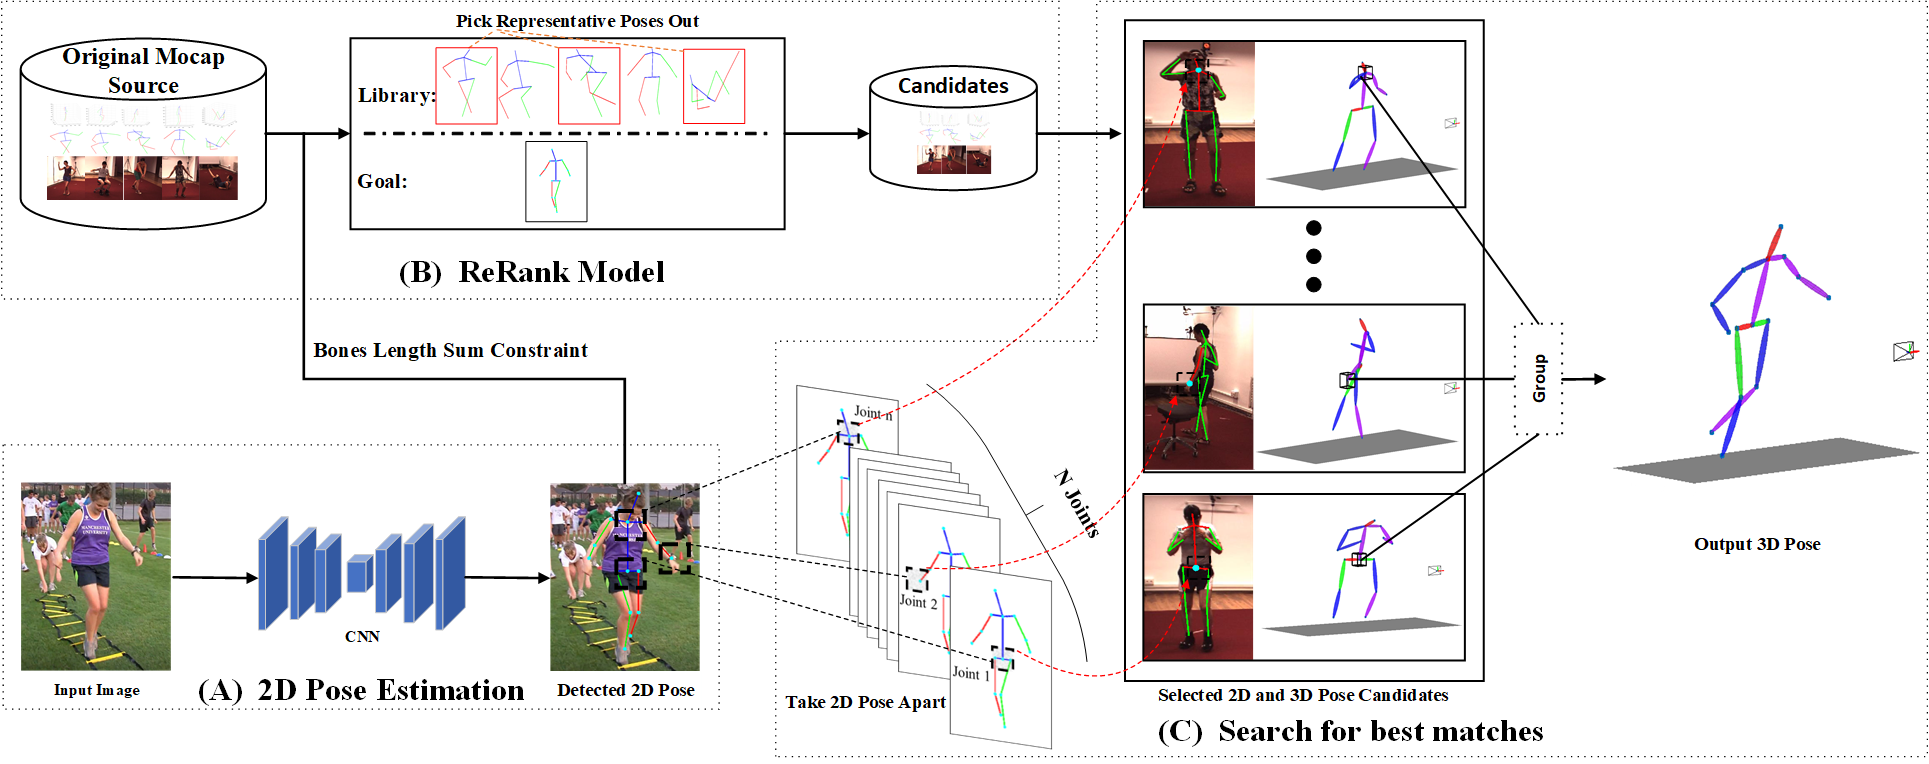 Pick Representative Poses Out
Original Mocap
Source
Library:
Goal:
Candidates
(B) ReRank Model
Bones Length Sum Constraint
MANCHESTER
UNIVERSITY
CNN
Input Image
(A) 2D Pose Estimation
Detected 2D Pose
Joint n
Joint 2
Joint 1
N Joints
Take 2D Pose Apart
Selected 2D and 3D Pose Candidates
(C) Search for best matches
Group
Output 3D Pose